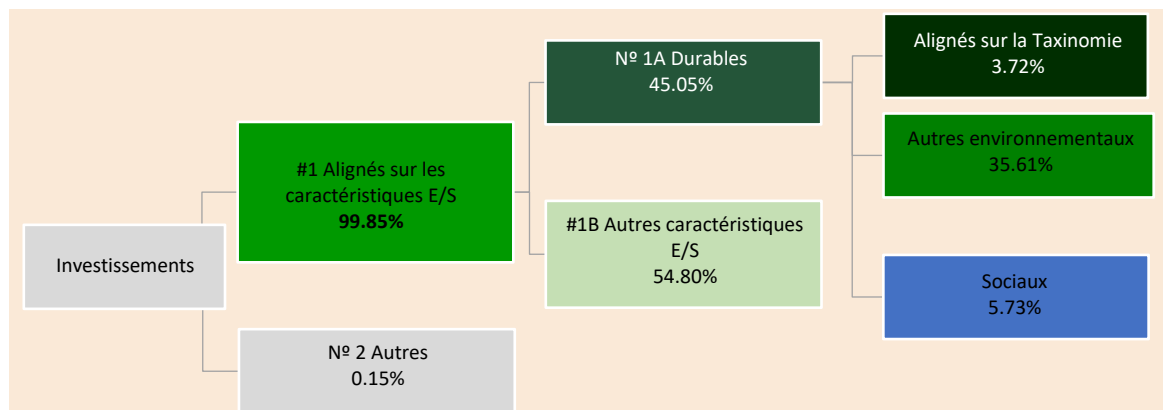 Investissements
#1 Alignés sur les
caractéristiques E/S
99.85%
Nº 2 Autres
0.15%
Nº 1A Durables
45.05%
#1B Autres caractéristiques
E/S
54.80%
Alignés sur la Taxinomie
3.72%
Autres environnementaux
35.61%
Sociaux
5.73%